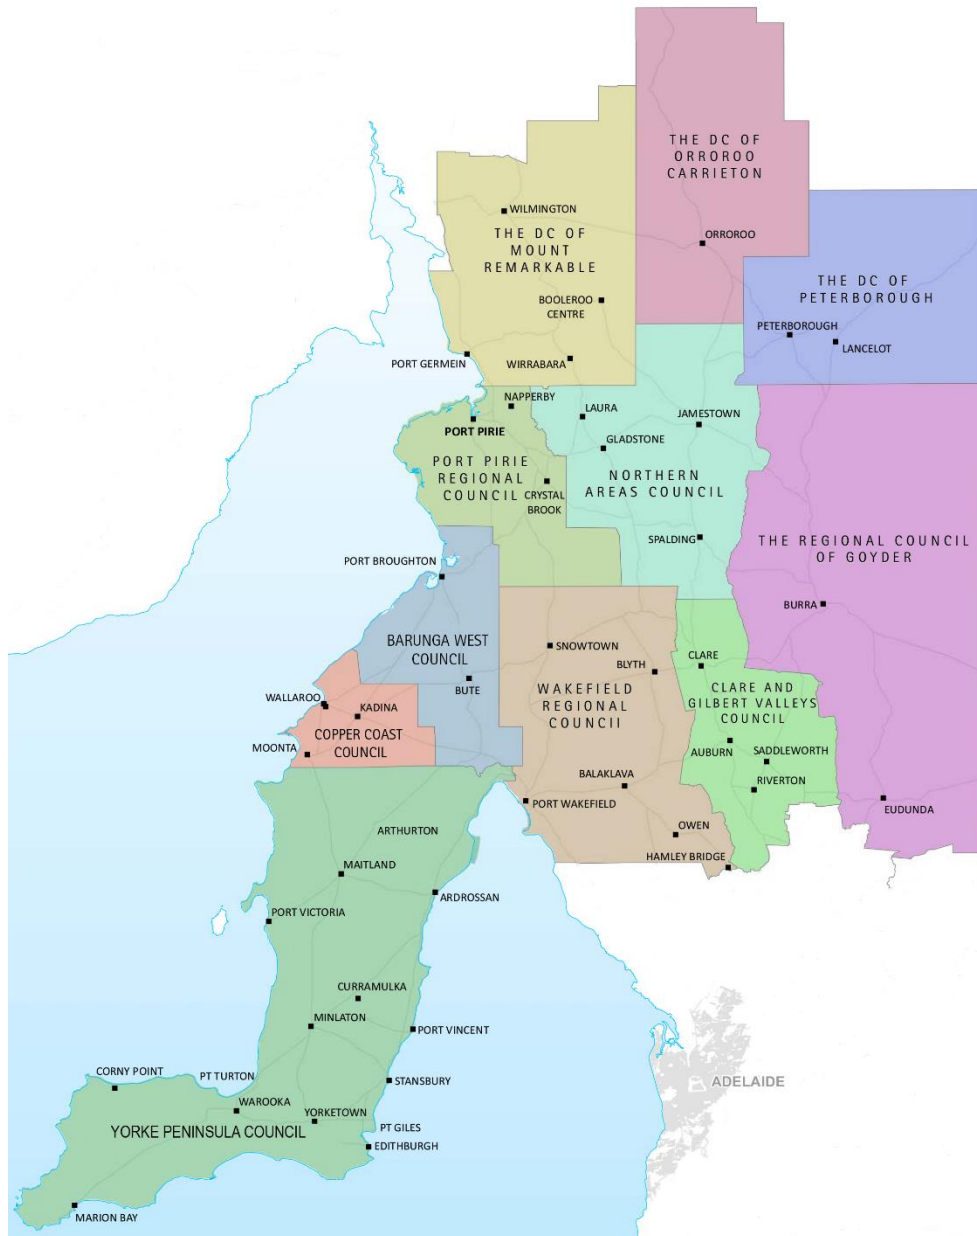 THE DC OF
ORROROO
CARRIETON
WILMINGTON
THE DC OF
MOUNT
REMARKABLE
ORROROO
THE DC OF
PETERBOROUGH
BOOLEROO
CENTRE
PETERBOROUGH
LANCELOT
PORT GERMEIN
WIRRABARA
NAPPERBY
LAURA
JAMESTOWN
PORT PIRIE
GLADSTONE
PORT PIRIE
REGIONAL
COUNCIL
NORTHERN
AREAS COUNCIL
CRYSTAL
BROOK
SPALDING
THE REGIONAL COUNCIL
OF GOYDER
PORT BROUGHTON
BURRA
BARUNGA WEST
COUNCIL
SNOWTOWN
BLYTH
CLARE
BUTE
WAKEFIELD
REGIONAL
COUNCIl
CLARE AND
GILBERT VALLEYS
COUNCIL
WALLAROO
KADINA
COPPER COAST
COUNCIL
MOONTA
AUBURN
SADDLEWORTH
RIVERTON
BALAKLAVA
PORT WAKEFIELD
EUDUNDA
OWEN
HAMLEY BRIDGE
ARTHURTON
MAITLAND
ARDROSSAN
PORT VICTORIA
CURRAMULKA
MINLATON
PORT VINCENT
CORNY POINT
PT TURTON
STANSBURY
ADELAIDE
WAROOKA
YORKETOWN
PT GILES
YORKE PENINSULA COUNCIL
EDITHBURGH
MARION BAY